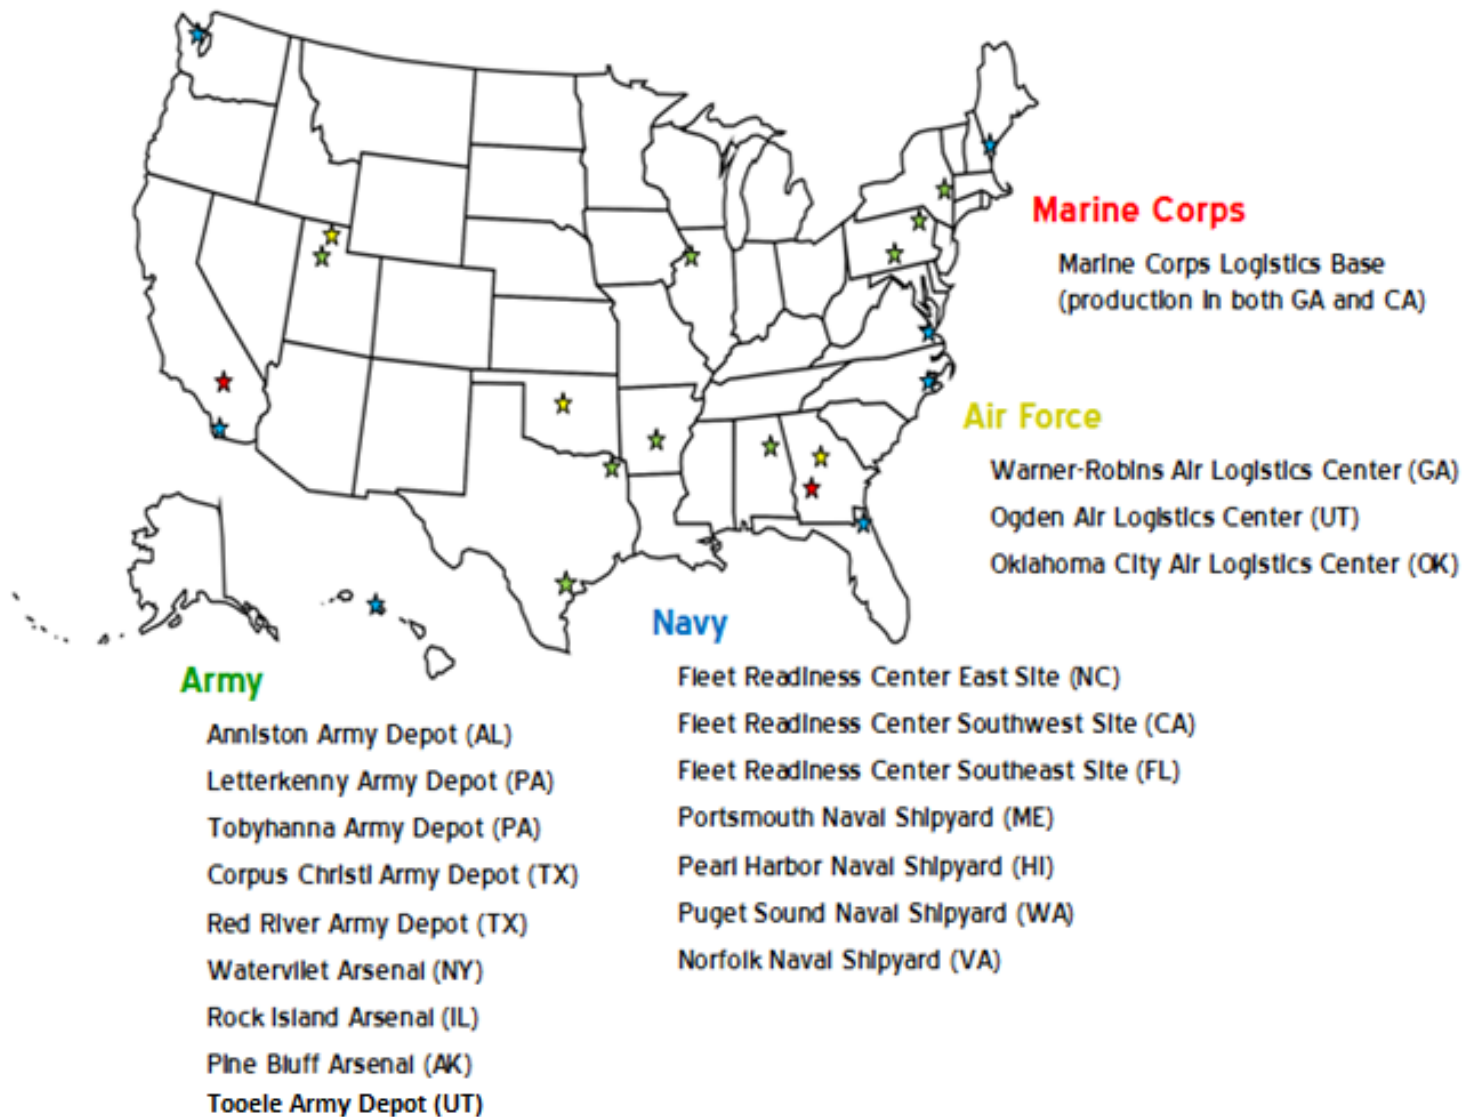 Marine Corps
Marine Corps Logistics Base
(production in both GA and CA)
Air Force
Warner-Robins Air Logistics Center (GA)
Ogden Air Logistics Center (UT)
Oklahoma City Air Logistics Center (OK)
Navy
Fleet Readiness Center East Site (NC)
Fleet Readiness Center Southwest Site (CA)
Fleet Readiness Center Southeast Site (FL)
Portsmouth Naval Shipyard (ME)
Pearl Harbor Naval Shipyard (HI)
Puget Sound Naval Shipyard (WA)
Norfolk Naval Shipyard (VA)
Army
Anniston Army Depot (AL)
Letterkenny Army Depot (PA)
Tobyhanna Army Depot (PA)
Corpus Christi Army Depot (TX)
Red River Army Depot (TX)
Watervliet Arsenal (NY)
Rock Island Arsenal (IL)
Pine Bluff Arsenal (AK)
Tooele Army Depot (UT)